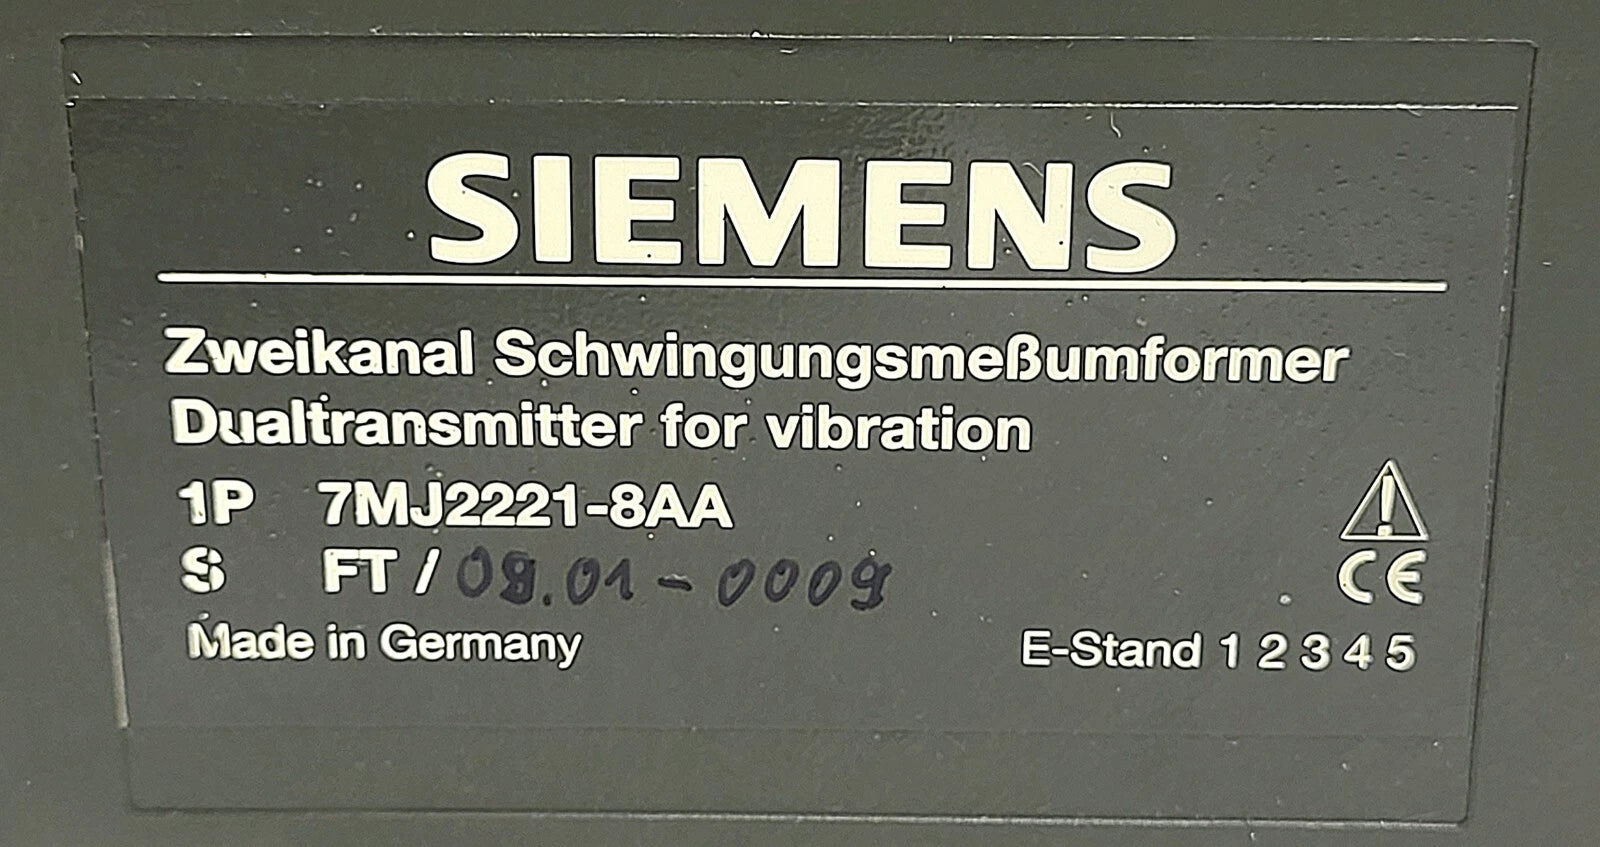 SIEMENS
Zweikanal Schwingungsmeßumformer
Dualtransmitter for vibration
1P 7MJ2221-8AA
S FT / 08.01-0009
CE
Made in Germany
E-Stand 1 2 3 4 5